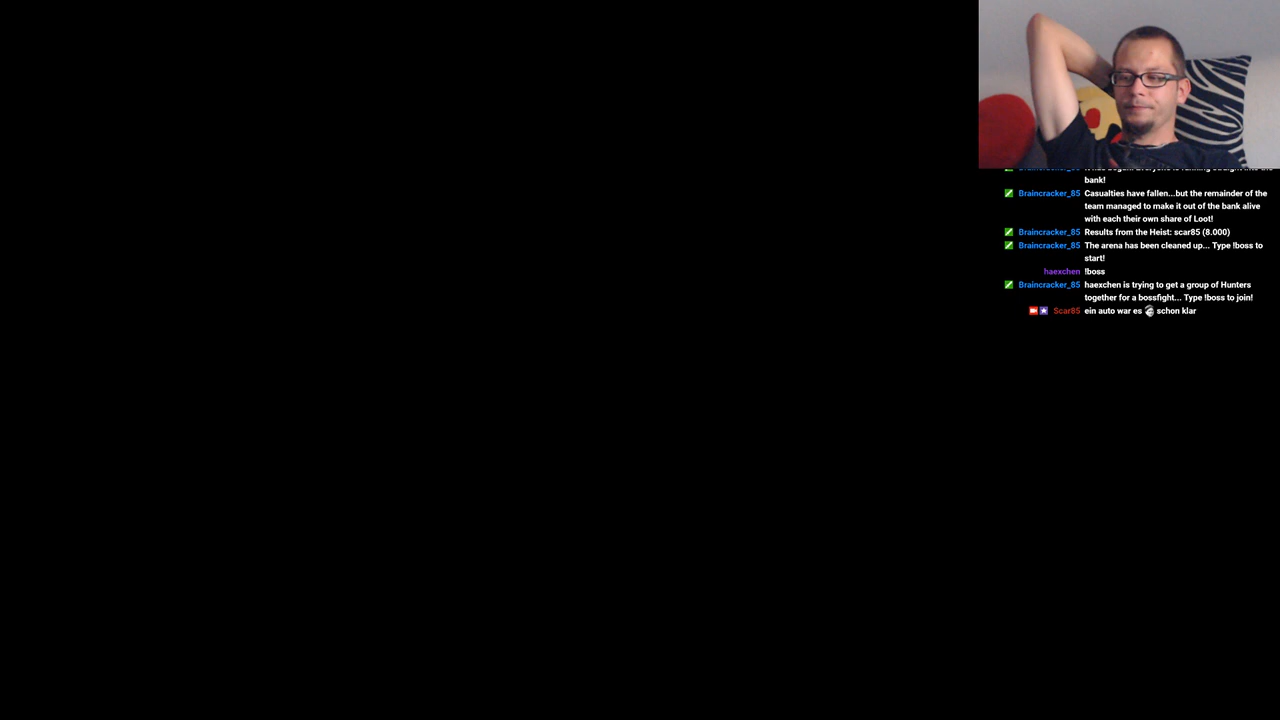 bank!
Braincracker_85 Casualties have fallen...but the remainder of the
team managed to make it out of the bank alive
with each their own share of Loot!
Braincracker_85 Results from the Heist: scar85 (8.000)
Braincracker_85 The arena has been cleaned up... Type !boss to
start!
haexchen !boss
Braincracker_85 haexchen is trying to get a group of Hunters
together for a bossfight... Type !boss to join!
Scar85 ein auto war es schon klar